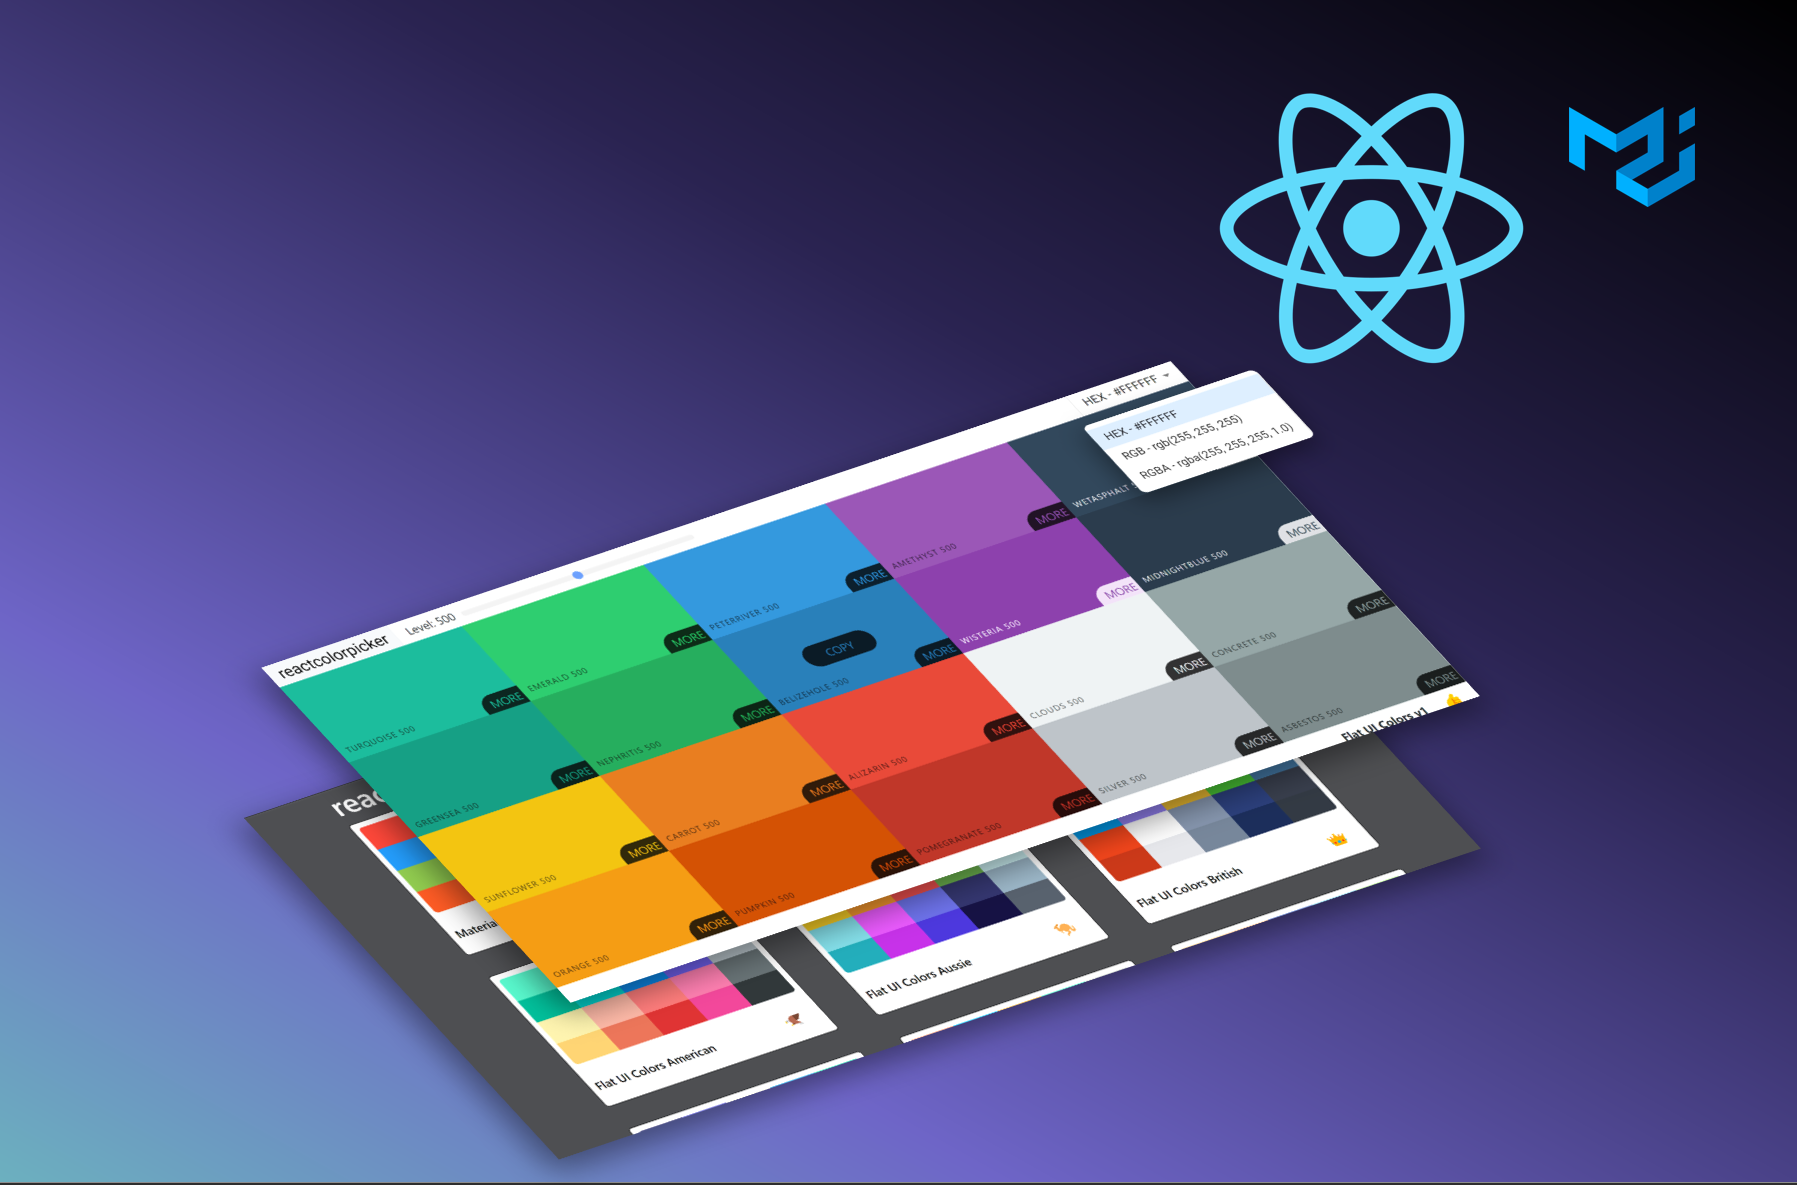 reactcolorpicker
Level: 500
HEX - #FFFFFF
HEX - #FFFFFF
RGB - rgb(255, 255, 255)
RGBA - rgba(255, 255, 255, 1.0)
TURQUOISE 500
MORE
EMERALD 500
MORE
PETERRIVER 500
MORE
AMETHYST 500
MORE
WETASPHALT
GREENSEA 500
MORE
NEPHRITIS 500
MORE
COPY
BELIZEHOLE 500
MORE
WISTERIA 500
MORE
MIDNIGHTBLUE 500
MORE
SUNFLOWER 500
MORE
CARROT 500
MORE
ALIZARIN 500
MORE
CLOUDS 500
MORE
CONCRETE 500
MORE
ORANGE 500
MORE
PUMPKIN 500
MORE
POMEGRANATE 500
MORE
SILVER 500
MORE
ASBESTOS 500
MORE
Flat UI Colors v1
reac
Materia
Flat UI Colors American
Flat UI Colors Aussie
Flat UI Colors British